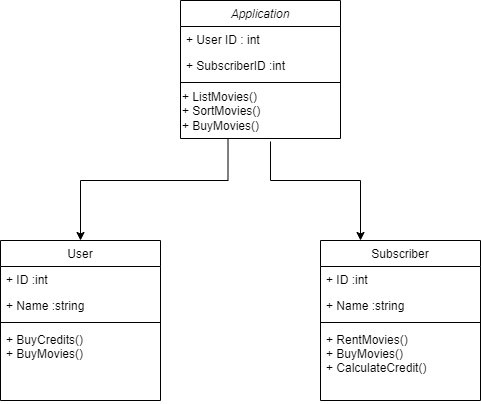 Application
+ User ID : int
+ SubscriberID :int
+ ListMovies()
+ SortMovies()
+ BuyMovies()
User
+ ID :int
+ Name :string
+ BuyCredits()
+ BuyMovies()
Subscriber
+ ID :int
+ Name :string
+ RentMovies()
+ BuyMovies()
+ CalculateCredit()